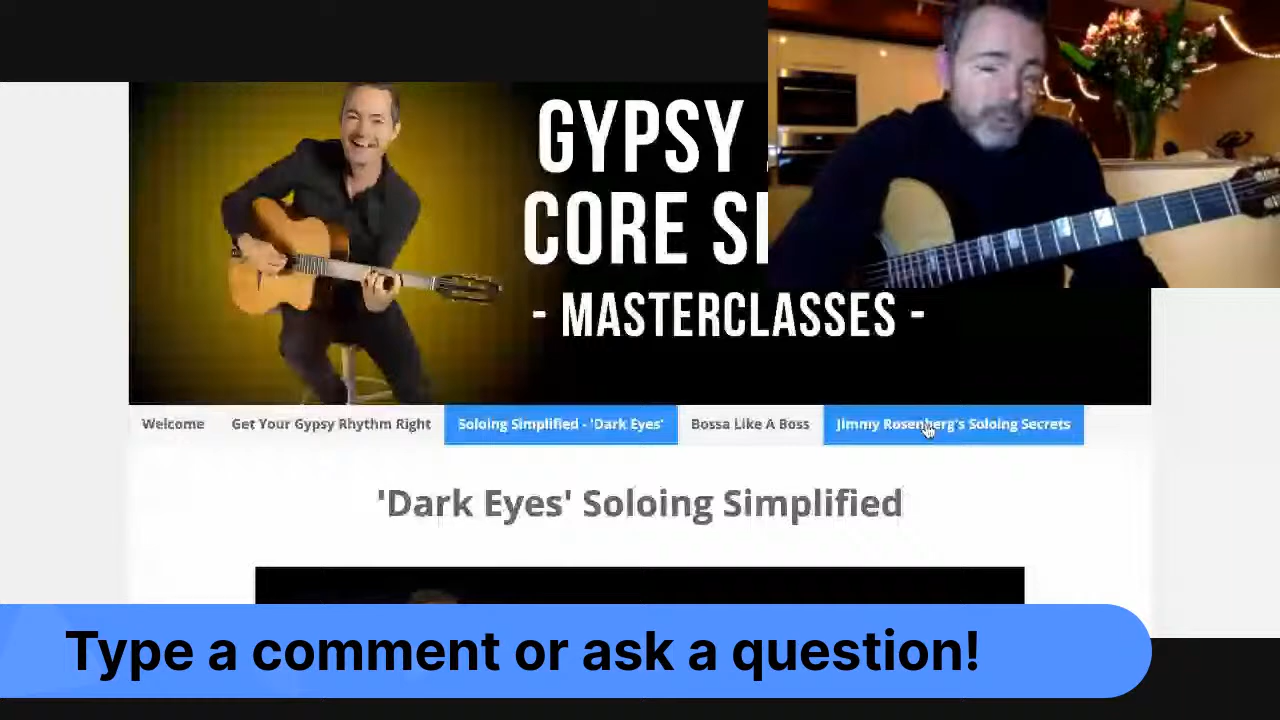 GYPSY
CORE
- MASTERCLASSES -
Welcome
Get Your Gypsy Rhythm Right
Soloing Simplified - 'Dark Eyes'
Bossa Like A Boss
Jimmy Rosenberg's Soloing Secrets
'Dark Eyes' Soloing Simplified
Type a comment or ask a question!